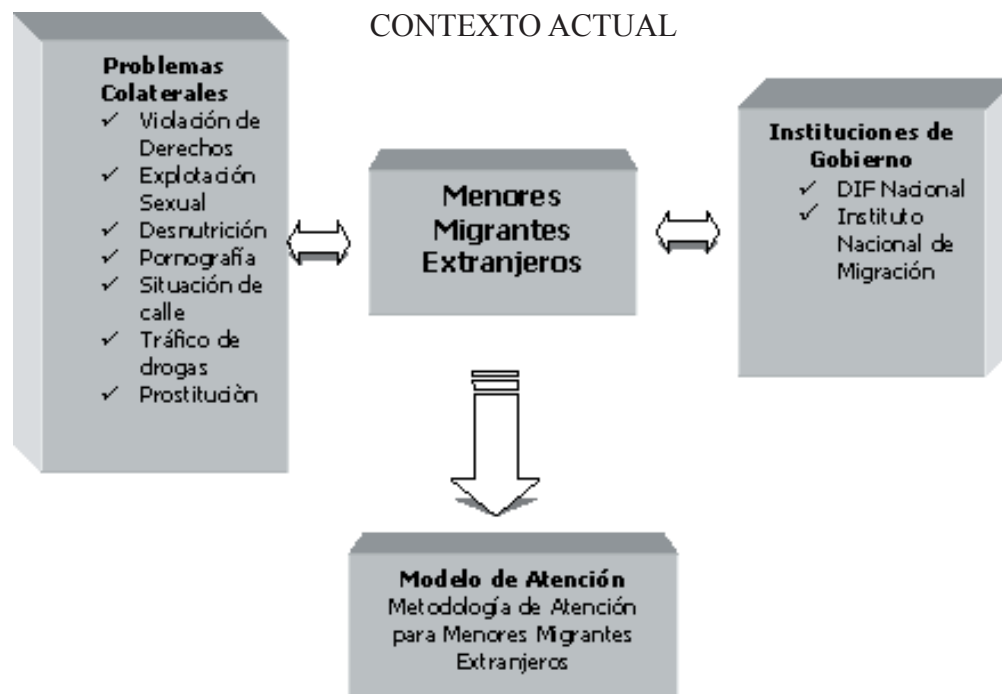 CONTEXTO ACTUAL
Problemas
Colaterales
✓ Violación de
Derechos
✓ Explotación
Sexual
✓ Desnutrición
✓ Pornografía
✓ Situación de
calle
✓ Tráfico de
drogas
✓ Prostituciòn
Menores
Migrantes
Extranjeros
Instituciones de
Gobierno
✓ DIF Nacional
✓ Instituto
Nacional de
Migración
Modelo de Atención
Metodología de Atención
para Menores Migrantes
Extranjeros